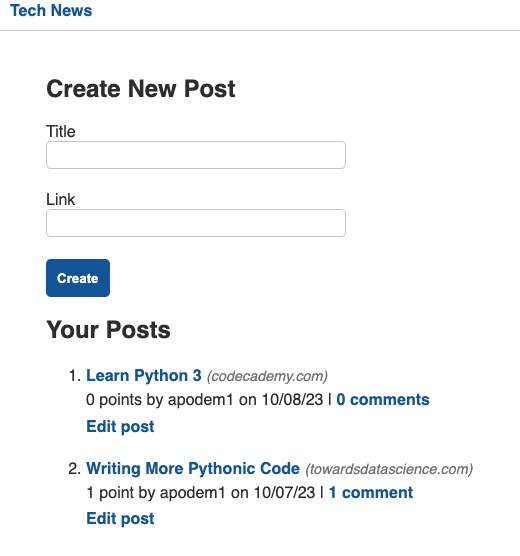 Tech News
Create New Post
Title
Link
Create
Your Posts
1. Learn Python 3 (codecademy.com)
0 points by apodem1 on 10/08/23 | 0 comments
Edit post
2. Writing More Pythonic Code (towardsdatascience.com)
1 point by apodem1 on 10/07/23 | 1 comment
Edit post